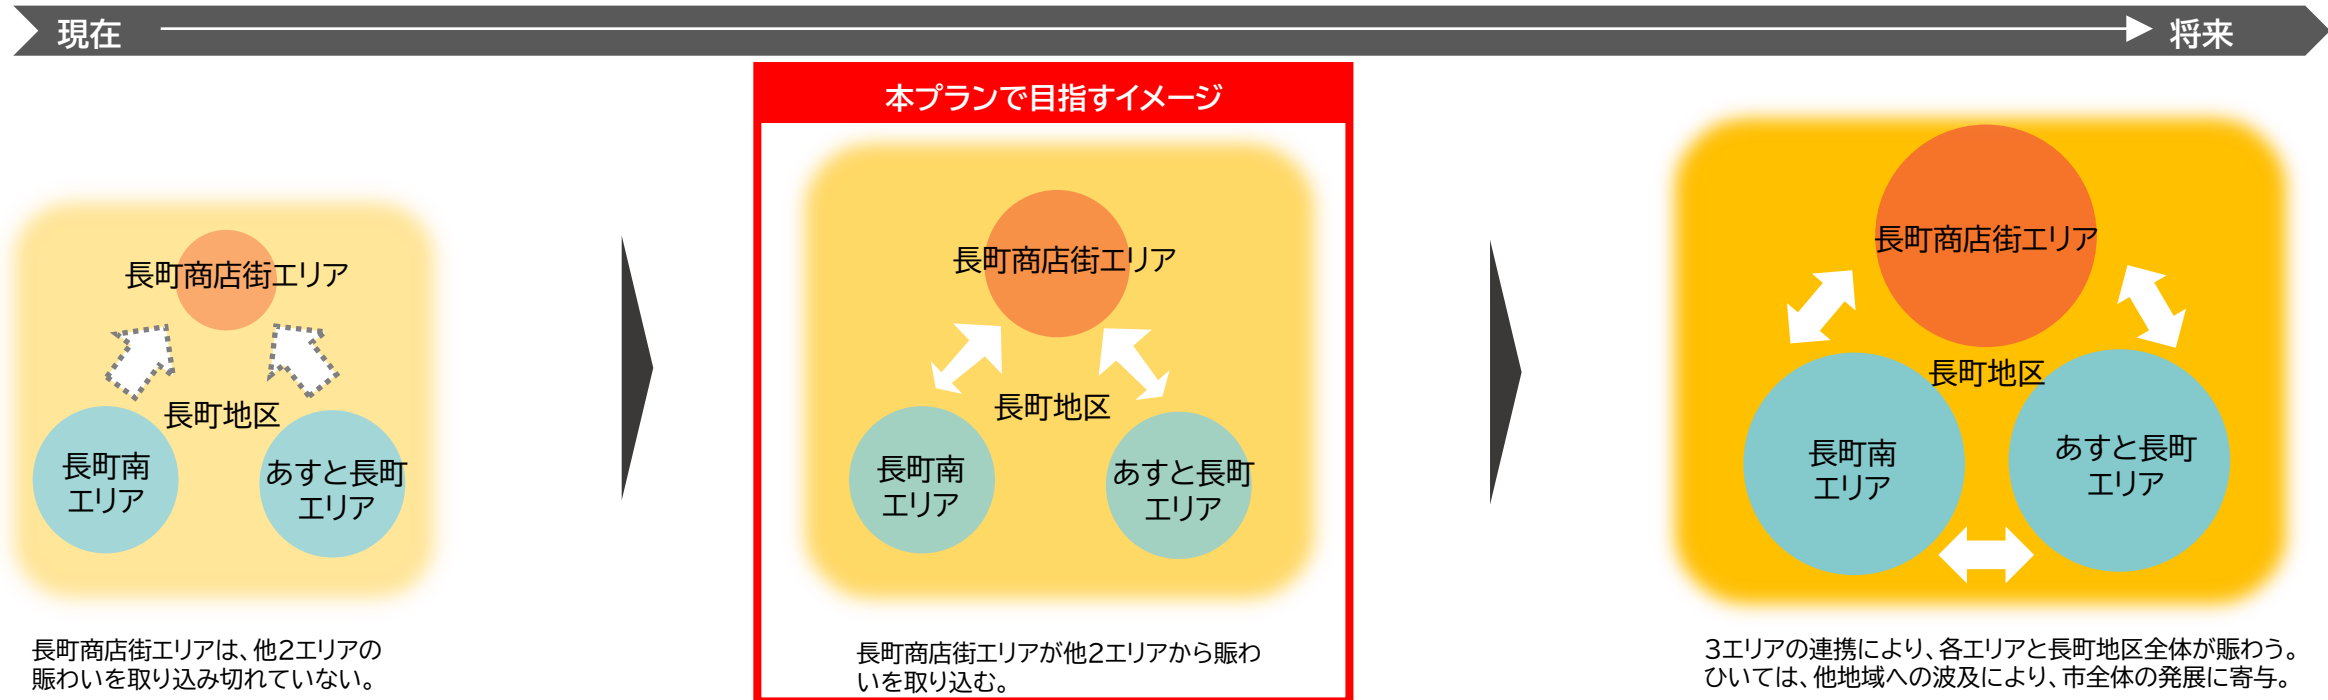 現在
将来
長町商店街エリア
長町地区
長町南
エリア
あすと長町
エリア
長町商店街エリアは、他2エリアの
賑わいを取り込み切れていない。
本プランで目指すイメージ
長町商店街エリア
長町地区
長町南
エリア
あすと長町
エリア
長町商店街エリアが他2エリアから賑わ
いを取り込む。
長町商店街エリア
長町地区
長町南
エリア
あすと長町
エリア
3エリアの連携により、各エリアと長町地区全体が賑わう。
ひいては、他地域への波及により、市全体の発展に寄与。